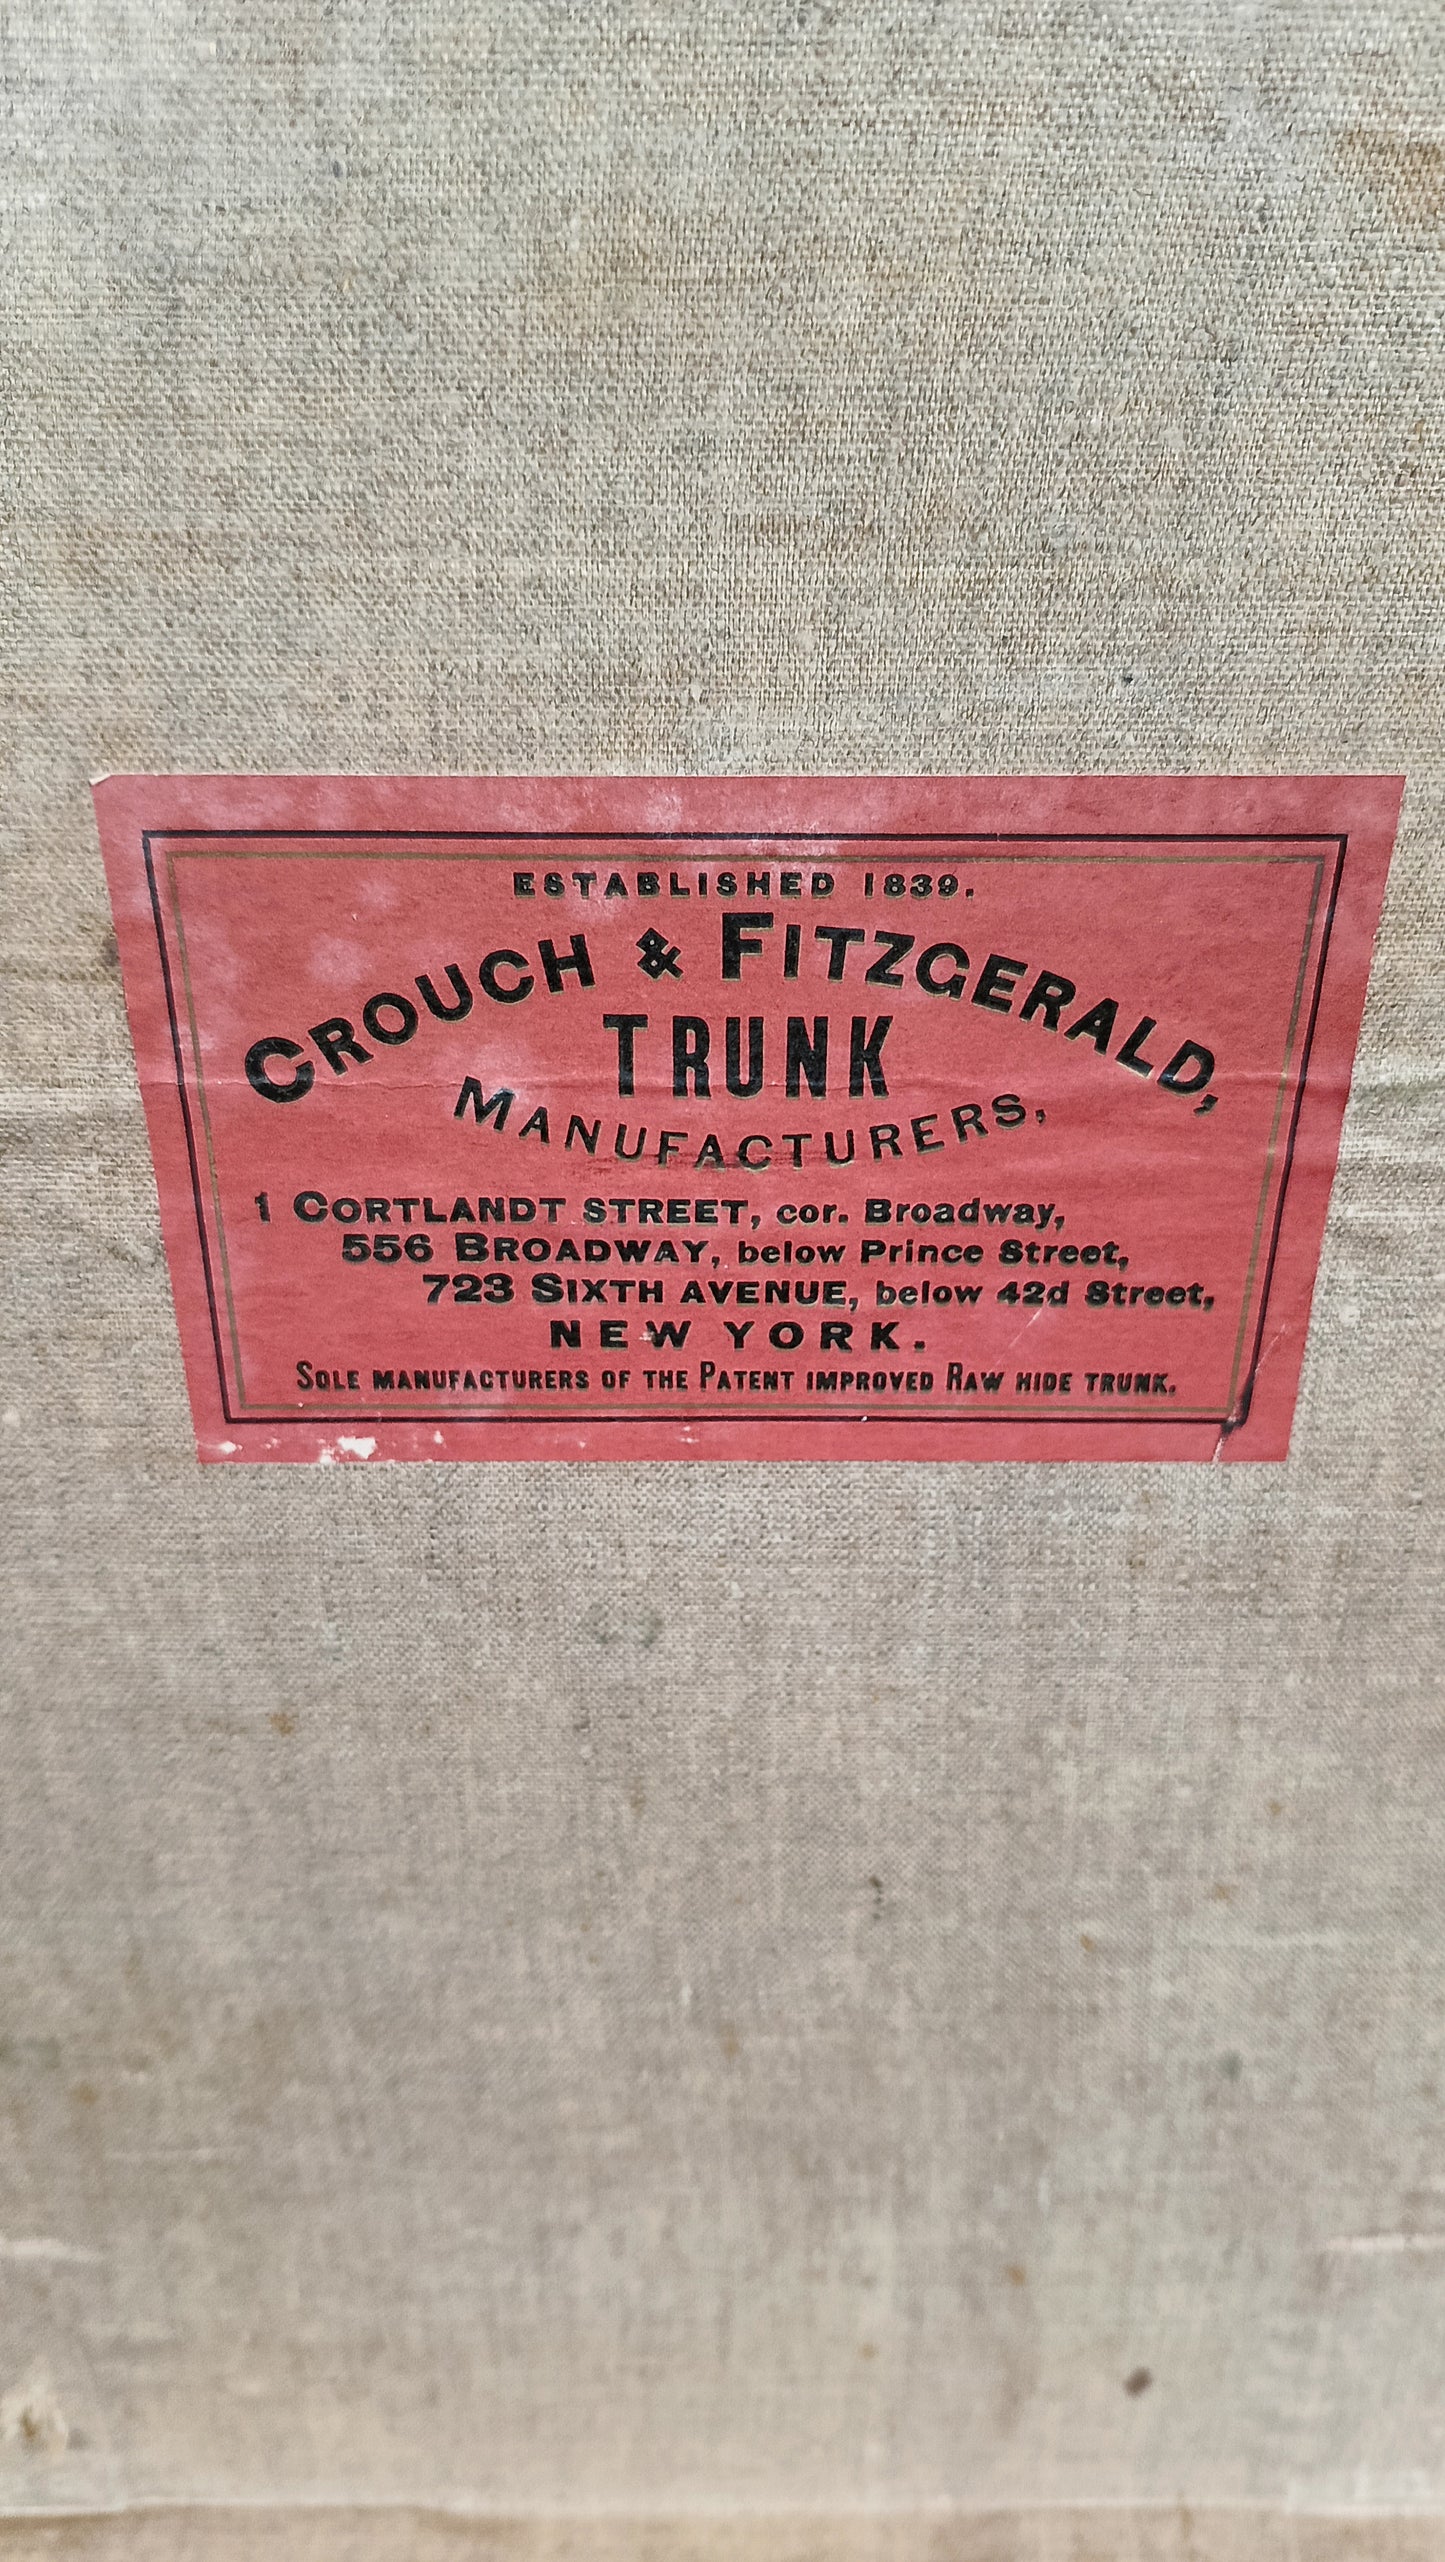 ESTABLISHED 1839.
CROUCH & FITZGERALD,
TRUNK
MANUFACTURERS,
1 CORTLANDT STREET, cor. Broadway,
556 BROADWAY, below Prince Street,
723 SIXTH AVENUE, below 42d Street,
NEW YORK.
SOLE MANUFACTURERS OF THE PATENT IMPROVED RAW HIDE TRUNK.